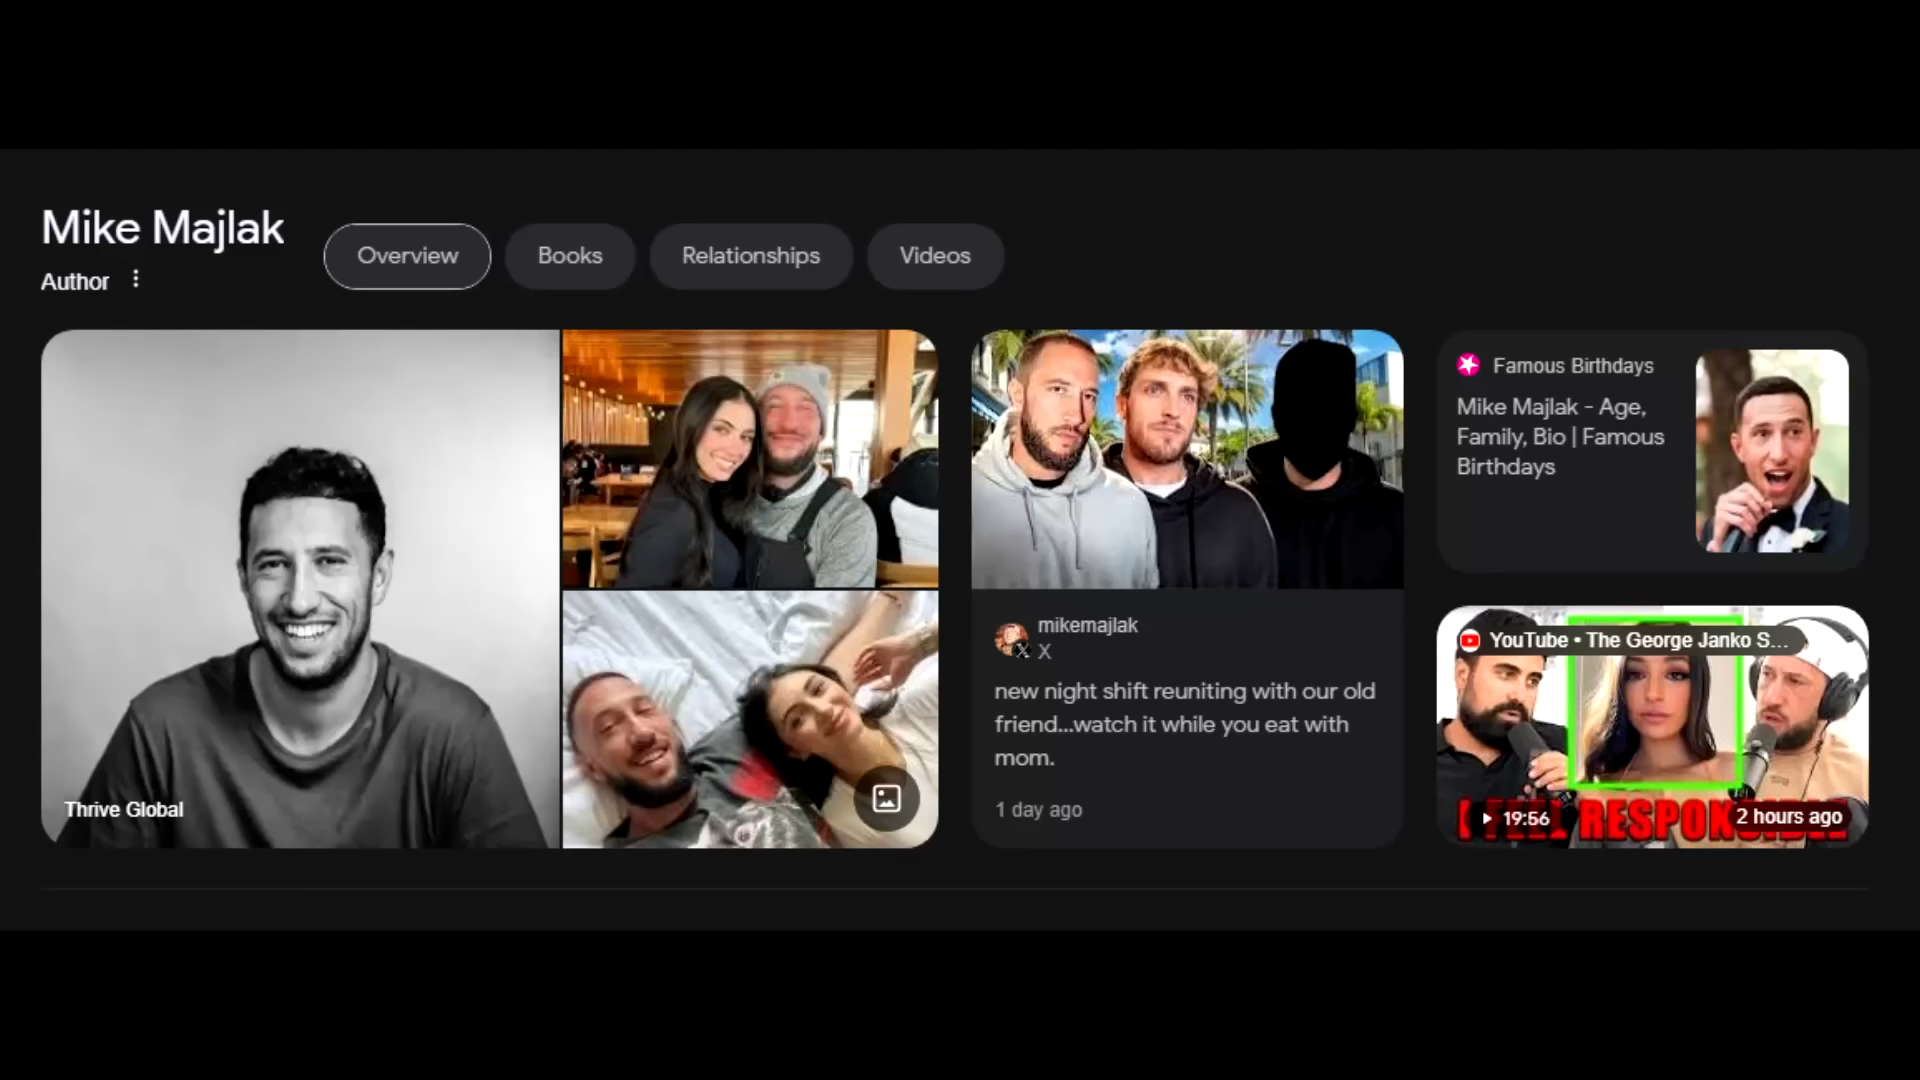 Mike Majlak
Author
Overview
Books
Relationships
Videos
Thrive Global
mikemajlak
X
new night shift reuniting with our old
friend...watch it while you eat with
mom.
1 day ago
Famous Birthdays
Mike Majlak - Age,
Family, Bio | Famous
Birthdays
YouTube • The George Janko S...
I FEEL
19:56
2 hours ago